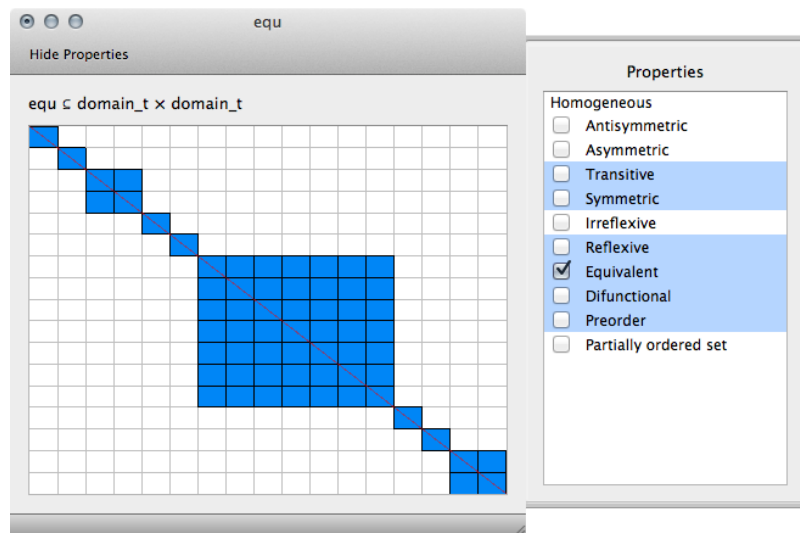 equ
Hide Properties
equ ⊆ domain_t × domain_t
Properties
Homogeneous
Antisymmetric
Asymmetric
Transitive
Symmetric
Irreflexive
Reflexive
Equivalent
Difunctional
Preorder
Partially ordered set